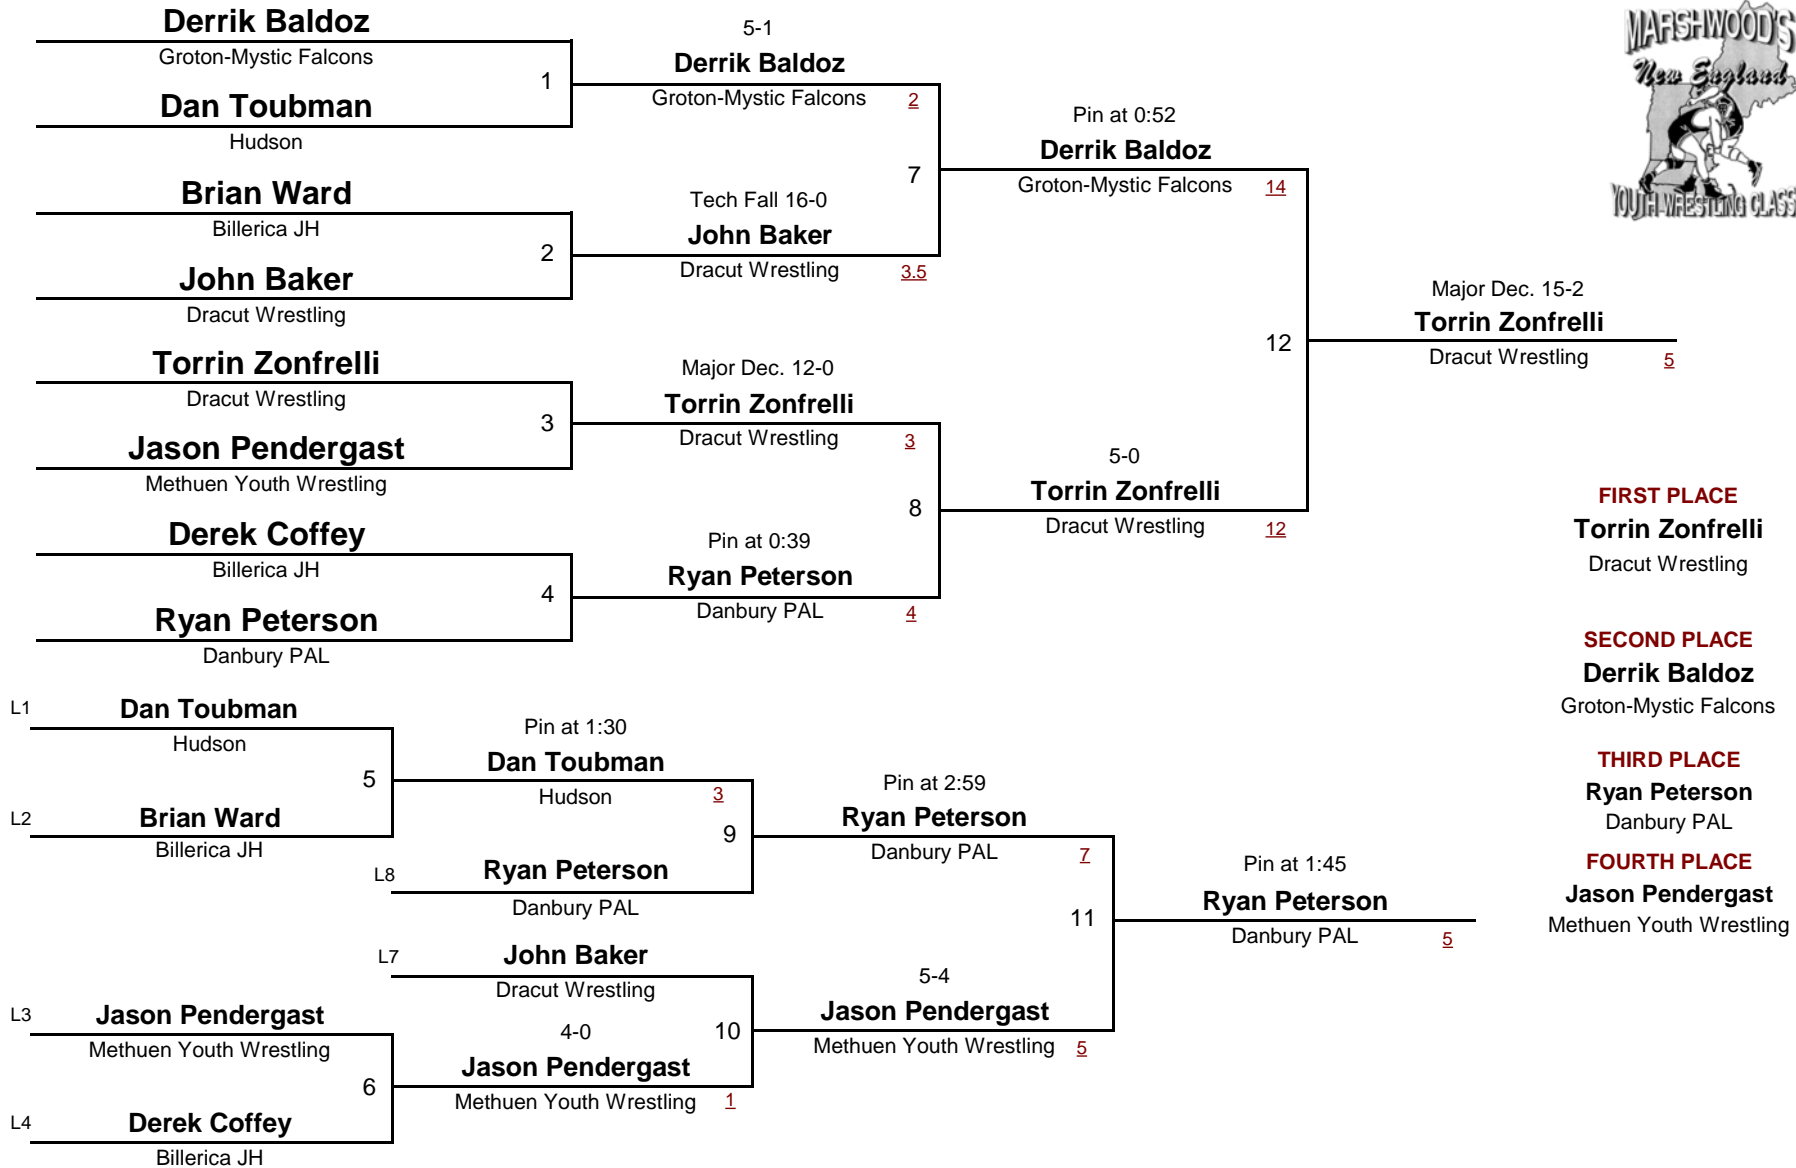 Derrik Baldoz
Groton-Mystic Falcons
1
Dan Toubman
Hudson
Brian Ward
Billerica JH
2
John Baker
Dracut Wrestling
Torrin Zonfrelli
Dracut Wrestling
3
Jason Pendergast
Methuen Youth Wrestling
Derek Coffey
Billerica JH
4
Ryan Peterson
Danbury PAL
5-1
Derrik Baldoz
Groton-Mystic Falcons 2
7
Tech Fall 16-0
John Baker
Dracut Wrestling 3.5
Major Dec. 12-0
Torrin Zonfrelli
Dracut Wrestling 3
8
Pin at 0:39
Ryan Peterson
Danbury PAL 4
Pin at 0:52
Derrik Baldoz
Groton-Mystic Falcons 14
12
5-0
Torrin Zonfrelli
Dracut Wrestling 12
Major Dec. 15-2
Torrin Zonfrelli
Dracut Wrestling 5
MARSHWOOD'S
New England
YOUTH WRESTLING CLASS
FIRST PLACE
Torrin Zonfrelli
Dracut Wrestling
SECOND PLACE
Derrik Baldoz
Groton-Mystic Falcons
THIRD PLACE
Ryan Peterson
Danbury PAL
FOURTH PLACE
Jason Pendergast
Methuen Youth Wrestling
L1 Dan Toubman
Hudson
5
L2 Brian Ward
Billerica JH
Pin at 1:30
Dan Toubman
Hudson 3
9
L8 Ryan Peterson
Danbury PAL
L7 John Baker
Dracut Wrestling
10
L3 Jason Pendergast
Methuen Youth Wrestling
6
L4 Derek Coffey
Billerica JH
4-0
Jason Pendergast
Methuen Youth Wrestling 1
Pin at 2:59
Ryan Peterson
Danbury PAL 7
11
5-4
Jason Pendergast
Methuen Youth Wrestling 5
Pin at 1:45
Ryan Peterson
Danbury PAL 5